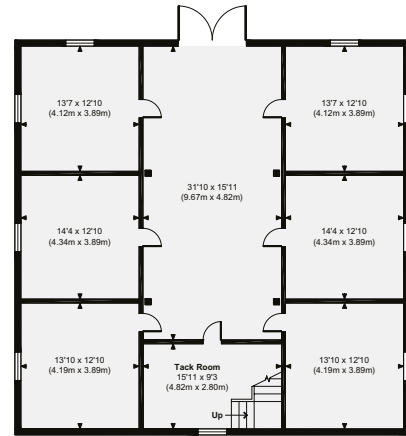 13'7 x 12'10
(4.12m x 3.89m)
13'7 x 12'10
(4.12m x 3.89m)
31'10 x 15'11
(9.67m x 4.82m)
14'4 x 12'10
(4.34m x 3.89m)
14'4 x 12'10
(4.34m x 3.89m)
13'10 x 12'10
(4.19m x 3.89m)
Tack Room
15'11 x 9'3
(4.82m x 2.80m)
13'10 x 12'10
(4.19m x 3.89m)
Up